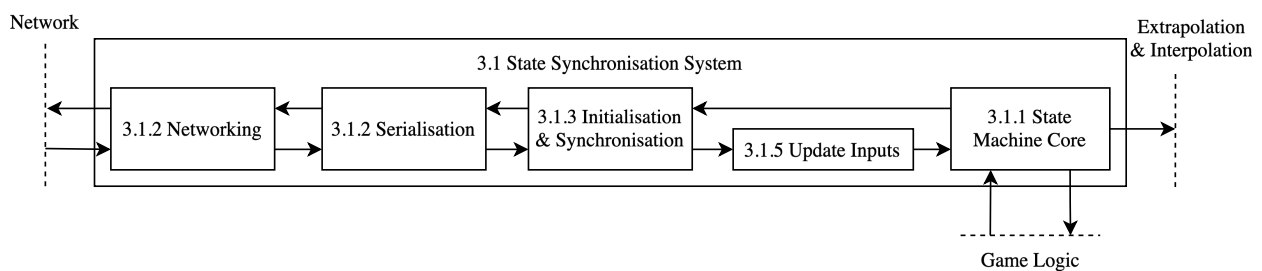 Network
Extrapolation
& Interpolation
3.1 State Synchronisation System
3.1.2 Networking
3.1.2 Serialisation
3.1.3 Initialisation
& Synchronisation
3.1.5 Update Inputs
3.1.1 State
Machine Core
Game Logic